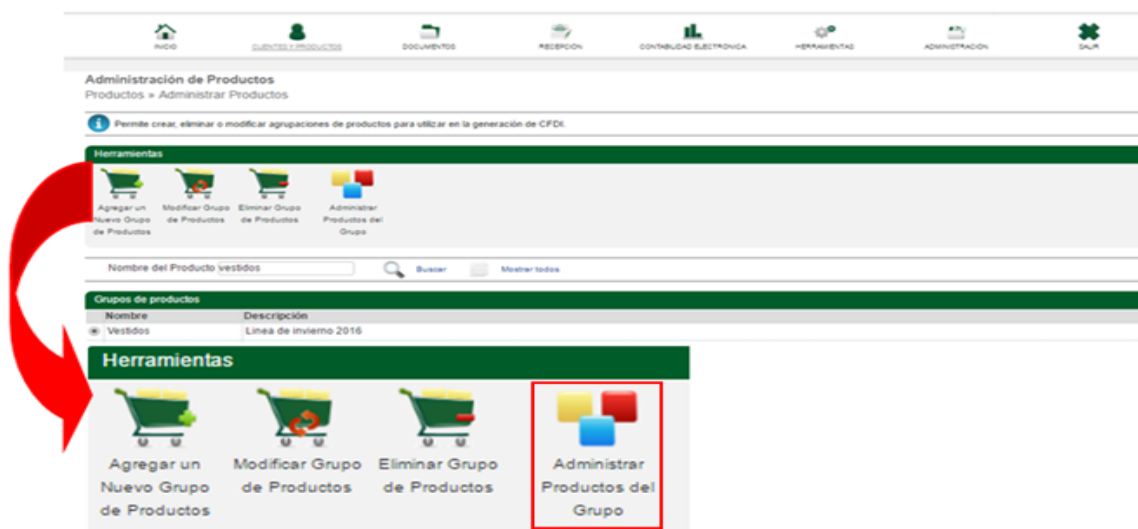 INICIO CLIENTES Y PRODUCTOS DOCUMENTOS RECEPCION CONTABILIDAD ELECTRONICA HERRAMIENTAS ADMINISTRACION SALIR
Administración de Productos
Productos » Administrar Productos
Permite crear, eliminar o modificar agrupaciones de productos para utilizar en la generación de CFDI.
Herramientas
Agregar un Modificar Grupo Eliminar Grupo Administrar
Nuevo Grupo de Productos de Productos Productos del
de Productos Grupo
Nombre del Producto vestidos Buscar Mostrar todos
Grupos de productos
Nombre Descripción
Vestidos Linea de invierno 2016
Herramientas
Agregar un Modificar Grupo Eliminar Grupo Administrar
Nuevo Grupo de Productos de Productos Productos del
de Productos Grupo